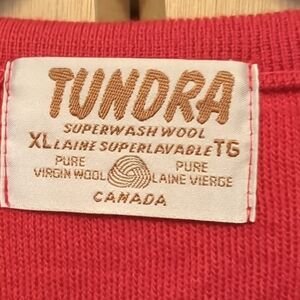 TUNDRA
SUPERWASH WOOL
XL LAINE SUPERLAVABLE TG
PURE VIRGIN WOOL
PURE LAINE VIERGE
CANADA